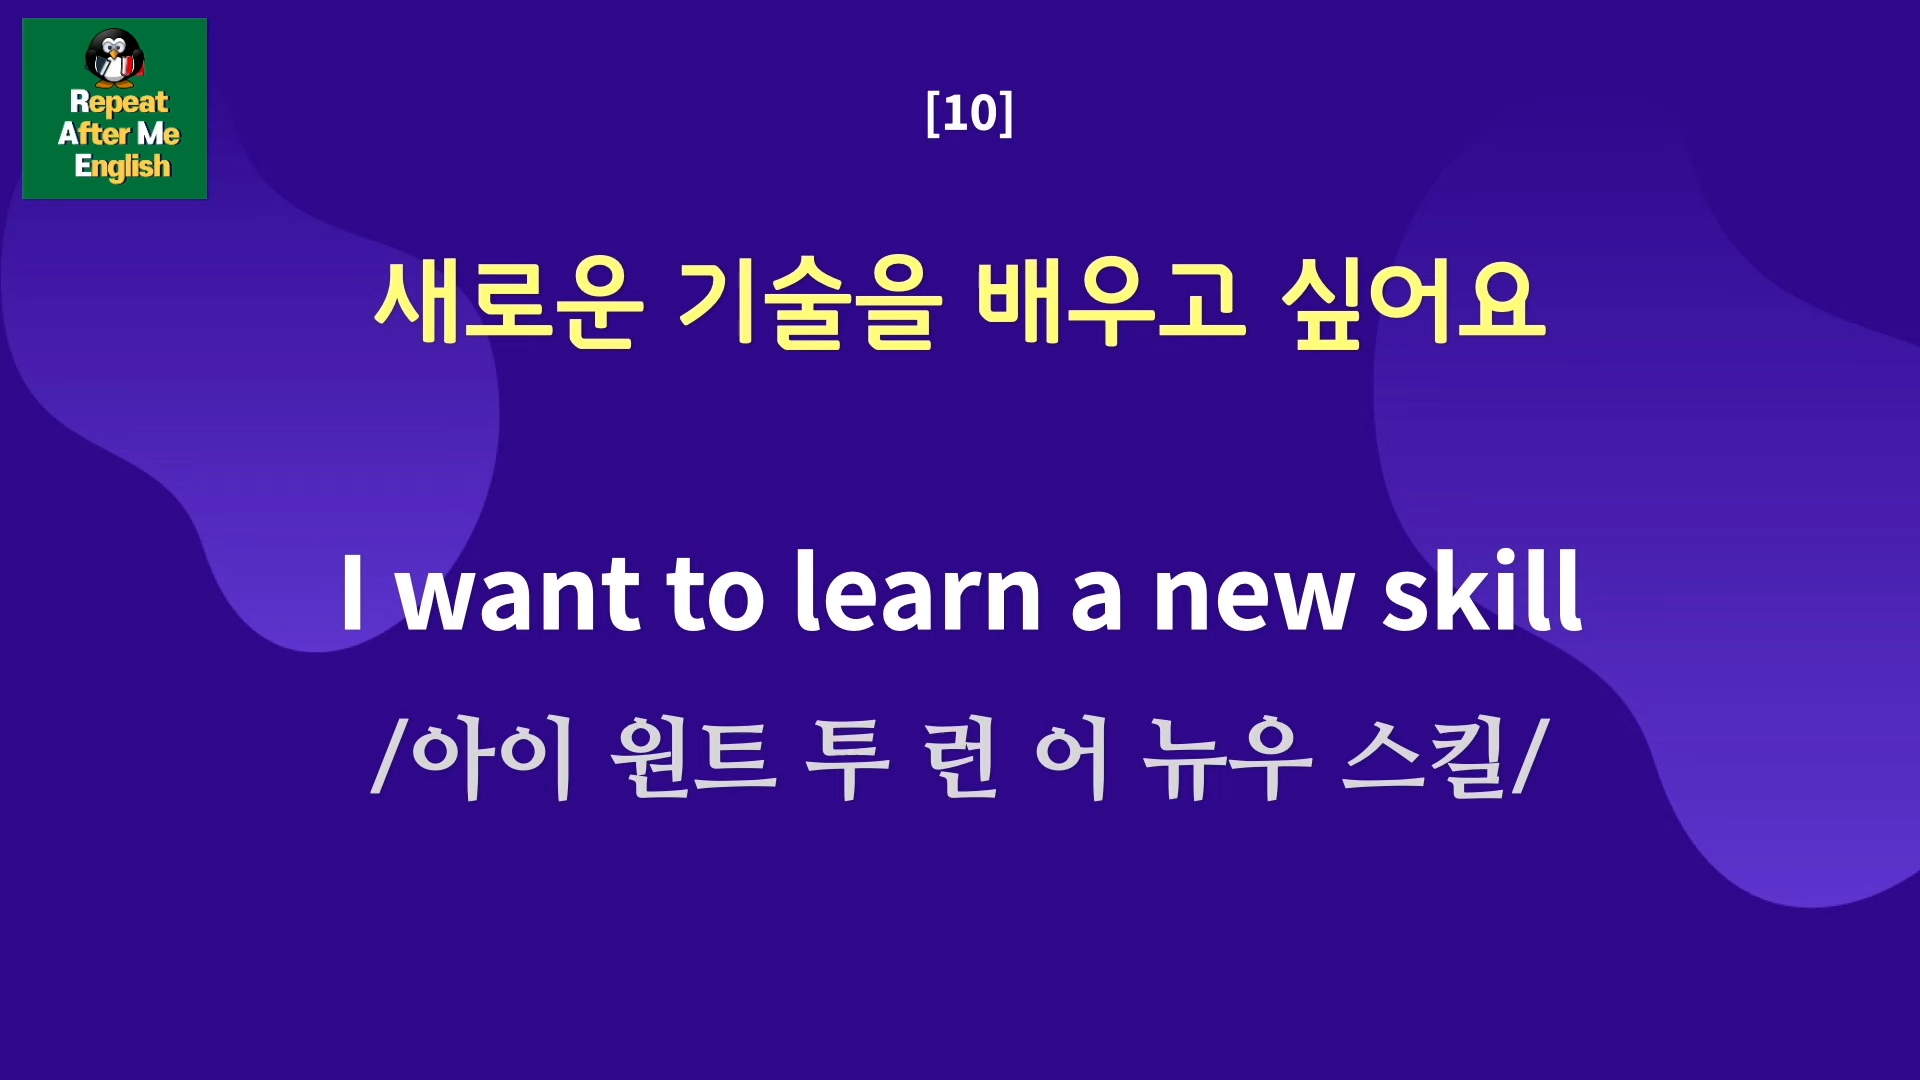 Repeat
After Me
English
[10]
새로운 기술을 배우고 싶어요
I want to learn a new skill
/아이 원트 투 런 어 뉴우 스킬/